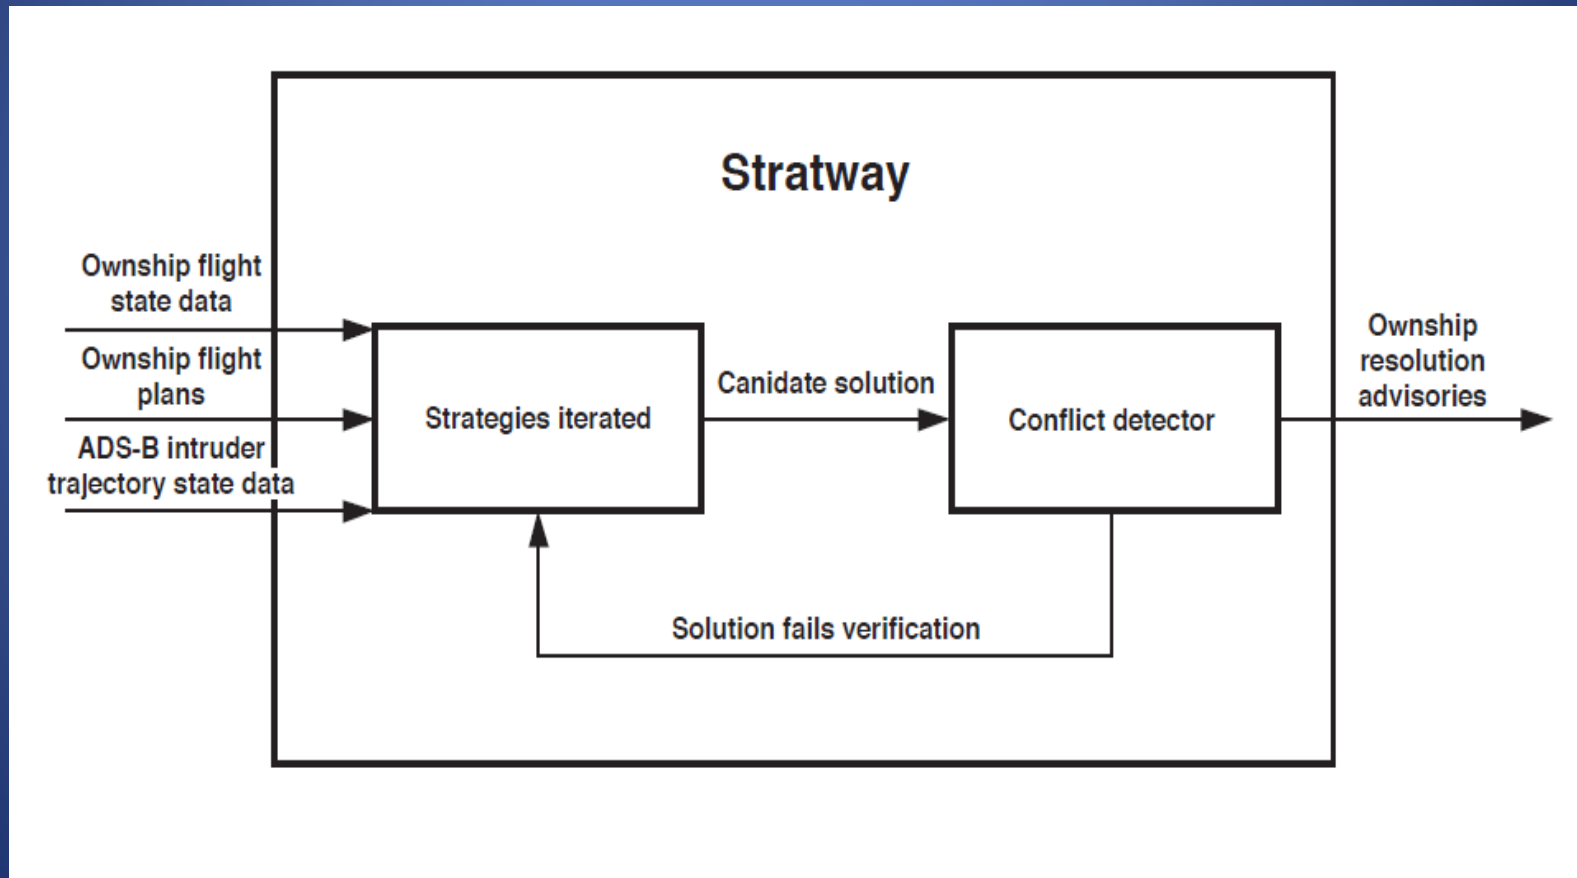 Stratway
Ownship flight
state data
Ownship flight
plans
ADS-B intruder
trajectory state data
Strategies iterated
Canidate solution
Conflict detector
Ownship
resolution
advisories
Solution fails verification